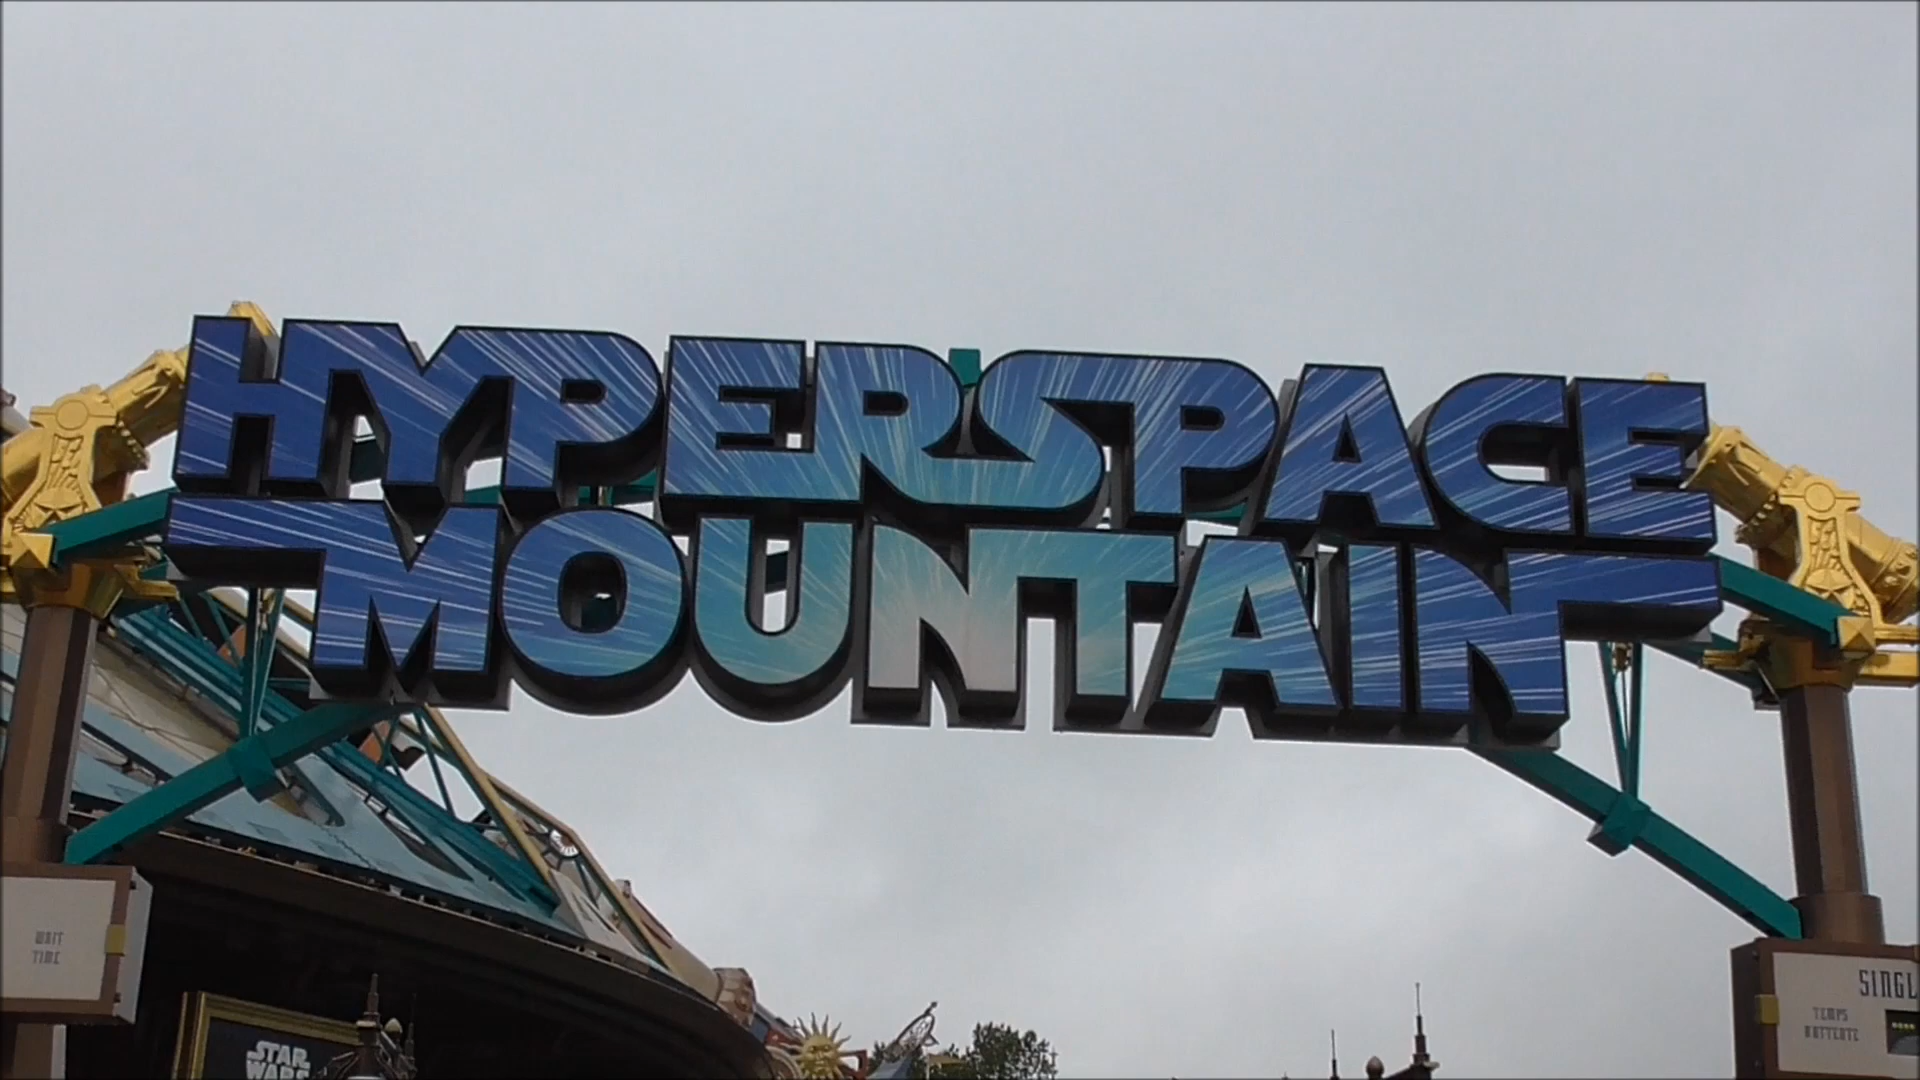 HYPERSPACE
MOUNTAIN
WAIT
TIME
STAR
WARS
SINGL
TEMPS
D'ATTENTE